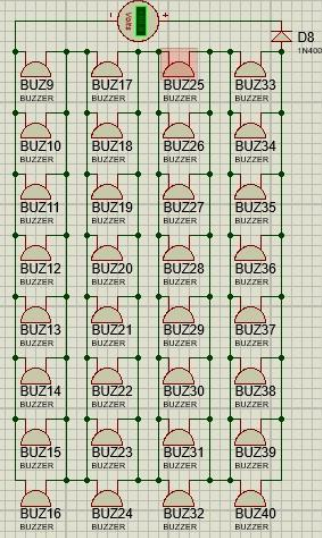 - Volts +
D8
1N400
BUZ9 BUZ17 BUZ25 BUZ33
BUZZER BUZZER BUZZER BUZZER
BUZ10 BUZ18 BUZ26 BUZ34
BUZZER BUZZER BUZZER BUZZER
BUZ11 BUZ19 BUZ27 BUZ35
BUZZER BUZZER BUZZER BUZZER
BUZ12 BUZ20 BUZ28 BUZ36
BUZZER BUZZER BUZZER BUZZER
BUZ13 BUZ21 BUZ29 BUZ37
BUZZER BUZZER BUZZER BUZZER
BUZ14 BUZ22 BUZ30 BUZ38
BUZZER BUZZER BUZZER BUZZER
BUZ15 BUZ23 BUZ31 BUZ39
BUZZER BUZZER BUZZER BUZZER
BUZ16 BUZ24 BUZ32 BUZ40
BUZZER BUZZER BUZZER BUZZER